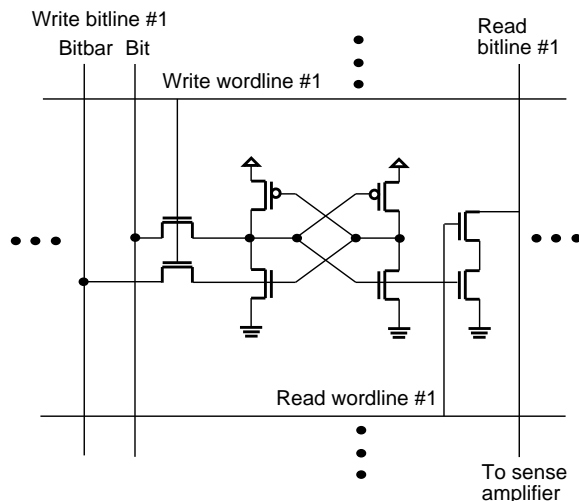 Write bitline #1
Bitbar Bit
Read
bitline #1
Write wordline #1
Read wordline #1
To sense
amplifier